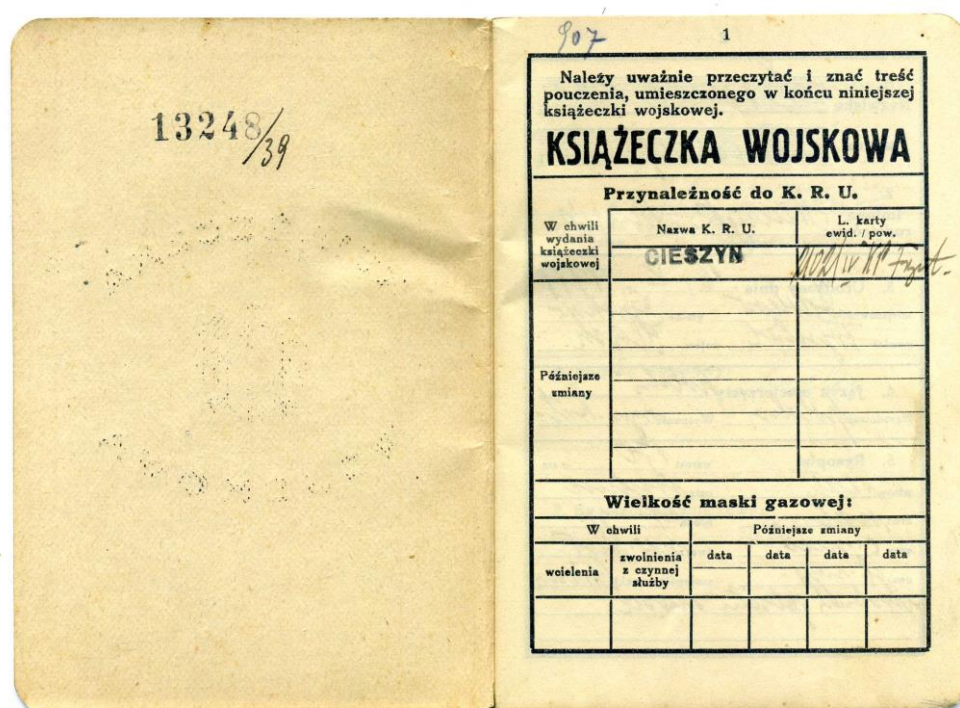 13248/39
907
1
Należy uważnie przeczytać i znać treść
pouczenia, umieszczonego w końcu niniejszej
książeczki wojskowej.
KSIĄŻECZKA WOJSKOWA
Przynależność do K. R. U.
W chwili
wydania
książeczki
wojskowej
Nazwa K. R. U.
L. karty
ewid. / pow.
CIESZYN
Późniejsze
zmiany
Wielkość maski gazowej:
W chwili
Późniejsze zmiany
wcielenia
zwolnienia
z czynnej
służby
data
data
data
data